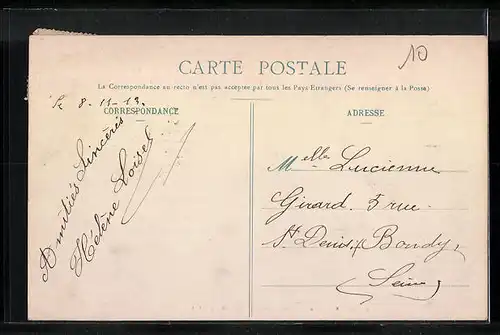 10
CARTE POSTALE
La Correspondance au recto n'est pas acceptée par tous les Pays Etrangers (Se renseigner à la Poste)
Le 8-11-13.
CORRESPONDANCE
Amitiés Sincères
Hélène Loisel
ADRESSE
Melle Lucienne
Girard. 5 rue
St Denis, Bondy,
(Seine)